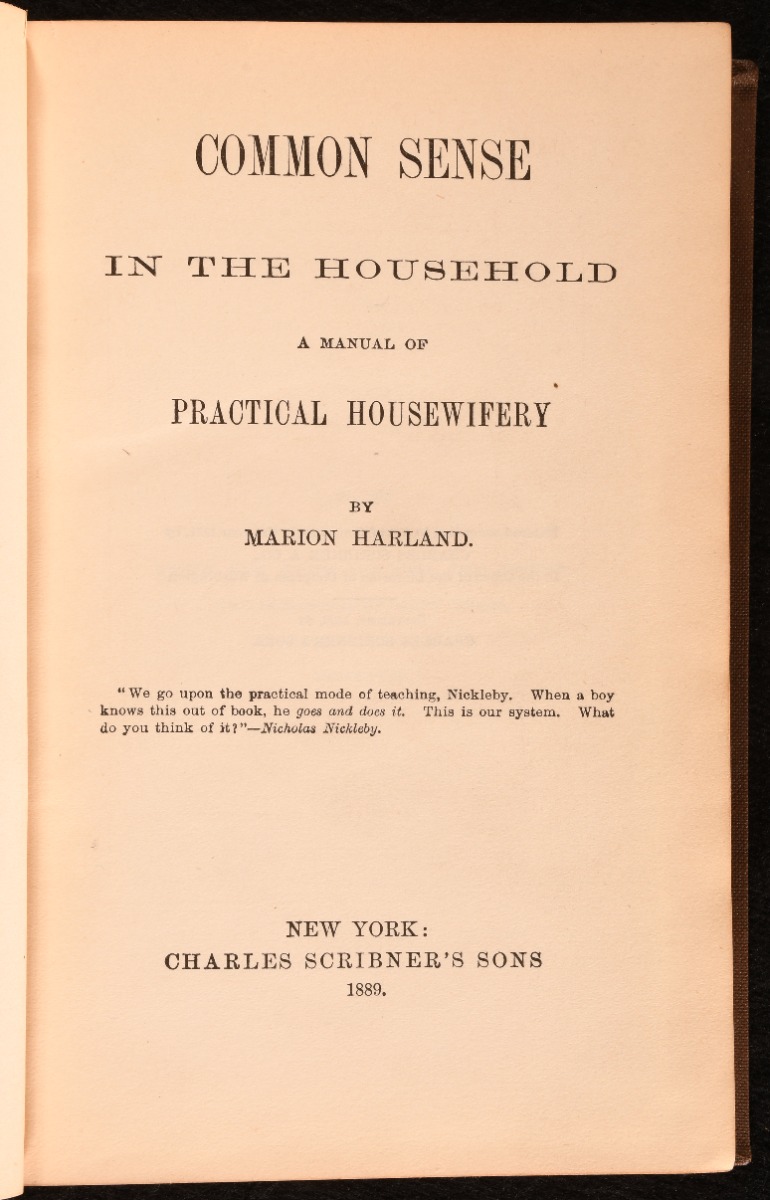 COMMON SENSE
IN THE HOUSEHOLD
A MANUAL OF
PRACTICAL HOUSEWIFERY
BY
MARION HARLAND.
"We go upon the practical mode of teaching, Nickleby. When a boy
knows this out of book, he goes and does it. This is our system. What
do you think of it?"—Nicholas Nickleby.
NEW YORK:
CHARLES SCRIBNER'S SONS
1889.